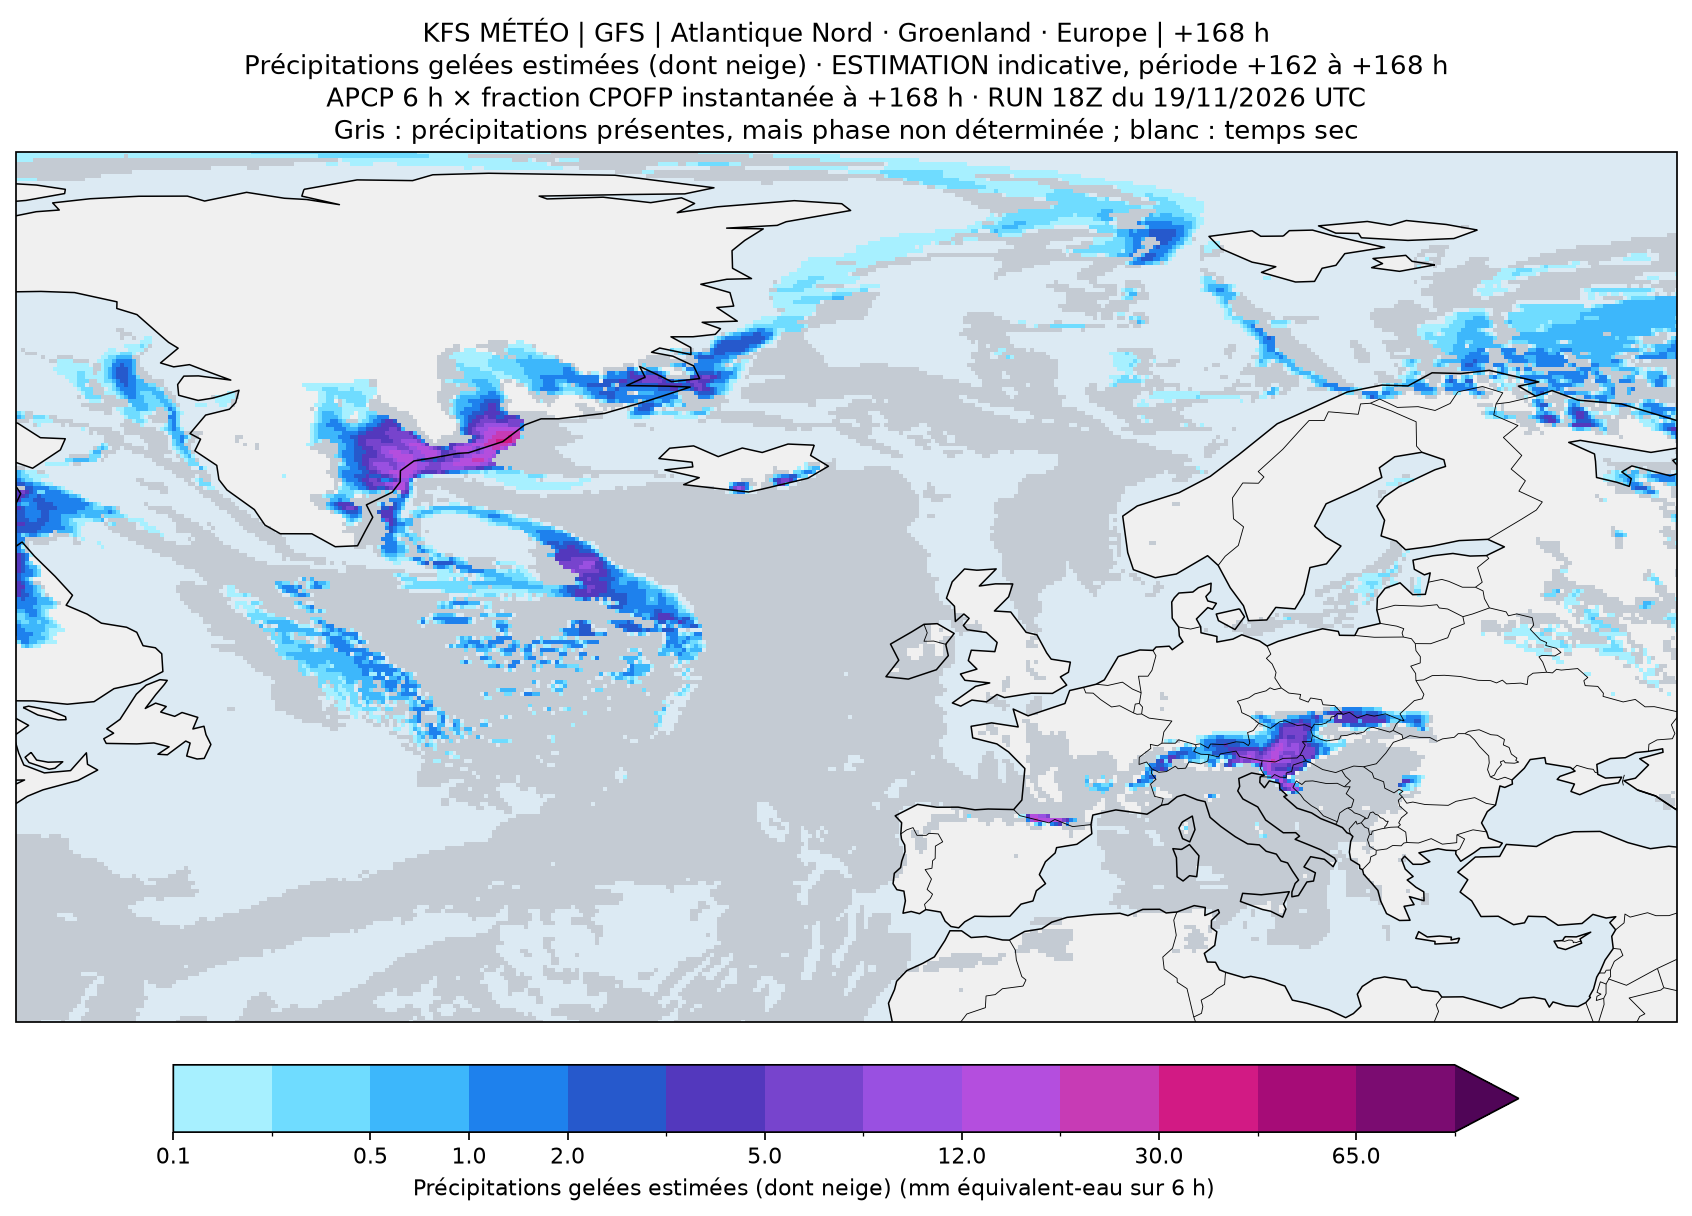 KFS MÉTÉO | GFS | Atlantique Nord · Groenland · Europe | +168 h
Précipitations gelées estimées (dont neige) · ESTIMATION indicative, période +162 à +168 h
APCP 6 h × fraction CPOFP instantanée à +168 h · RUN 18Z du 19/11/2026 UTC
Gris : précipitations présentes, mais phase non déterminée ; blanc : temps sec
0.1 0.5 1.0 2.0 5.0 12.0 30.0 65.0
Précipitations gelées estimées (dont neige) (mm équivalent-eau sur 6 h)